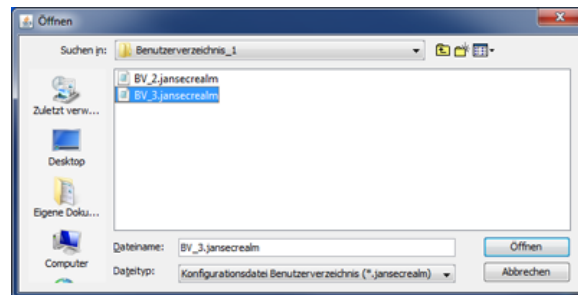 Öffnen
Suchen in: Benutzerverzeichnis_1
BV_2.jansecrealm
BV_3.jansecrealm
Zuletzt verw...
Desktop
Eigene Doku...
Computer
Dateiname: BV_3.jansecrealm Öffnen
Dateityp: Konfigurationsdatei Benutzerverzeichnis (*.jansecrealm) Abbrechen